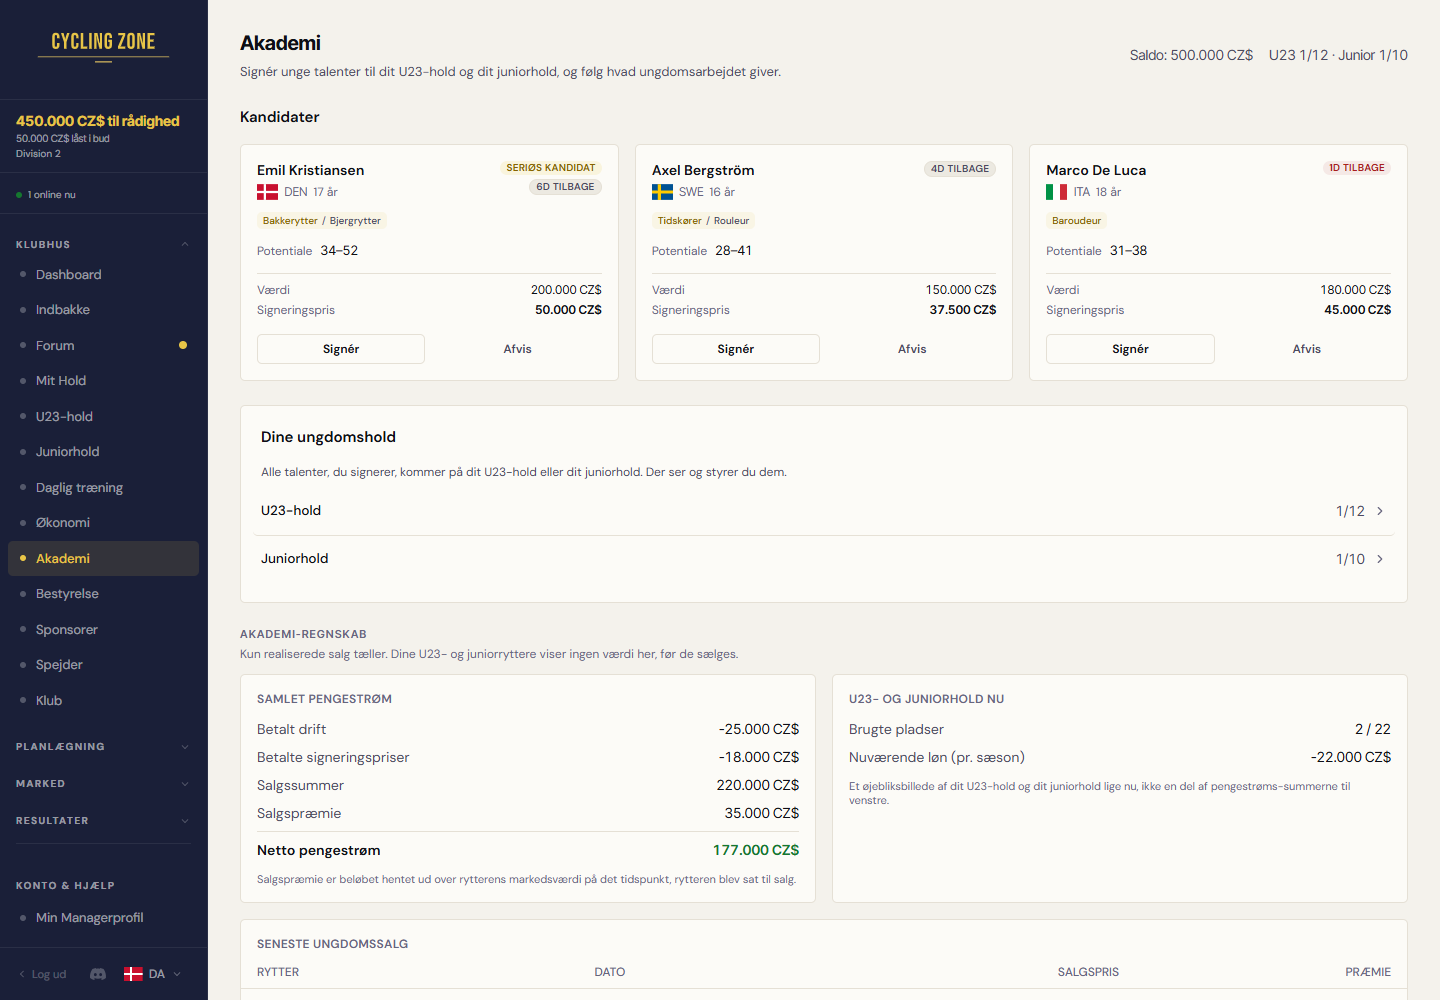 CYCLING ZONE
450.000 CZ$ til rådighed
50.000 CZ$ låst i bud
Division 2
1 online nu
KLUBHUS
Dashboard
Indbakke
Forum
Mit Hold
U23-hold
Juniorhold
Daglig træning
Økonomi
Akademi
Bestyrelse
Sponsorer
Spejder
Klub
PLANLÆGNING
MARKED
RESULTATER
KONTO & HJÆLP
Min Managerprofil
Log ud DA
Akademi
Signér unge talenter til dit U23-hold og dit juniorhold, og følg hvad ungdomsarbejdet giver.
Saldo: 500.000 CZ$ U23 1/12 · Junior 1/10
Kandidater
Emil Kristiansen
SERIØS KANDIDAT
6D TILBAGE
DEN 17 år
Bakkerytter / Bjergrytter
Potentiale 34–52
Værdi 200.000 CZ$
Signeringspris 50.000 CZ$
Signér Afvis
Axel Bergström
4D TILBAGE
SWE 16 år
Tidskører / Rouleur
Potentiale 28–41
Værdi 150.000 CZ$
Signeringspris 37.500 CZ$
Signér Afvis
Marco De Luca
1D TILBAGE
ITA 18 år
Baroudeur
Potentiale 31–38
Værdi 180.000 CZ$
Signeringspris 45.000 CZ$
Signér Afvis
Dine ungdomshold
Alle talenter, du signerer, kommer på dit U23-hold eller dit juniorhold. Der ser og styrer du dem.
U23-hold 1/12
Juniorhold 1/10
AKADEMI-REGNSKAB
Kun realiserede salg tæller. Dine U23- og juniorryttere viser ingen værdi her, før de sælges.
SAMLET PENGESTRØM
Betalt drift -25.000 CZ$
Betalte signeringspriser -18.000 CZ$
Salgssummer 220.000 CZ$
Salgspræmie 35.000 CZ$
Netto pengestrøm 177.000 CZ$
Salgspræmie er beløbet hentet ud over rytterens markedsværdi på det tidspunkt, rytteren blev sat til salg.
U23- OG JUNIORHOLD NU
Brugte pladser 2 / 22
Nuværende løn (pr. sæson) -22.000 CZ$
Et øjebliksbillede af dit U23-hold og dit juniorhold lige nu, ikke en del af pengestrøms-summerne til
venstre.
SENESTE UNGDOMSSALG
RYTTER DATO SALGSPRIS PRÆMIE